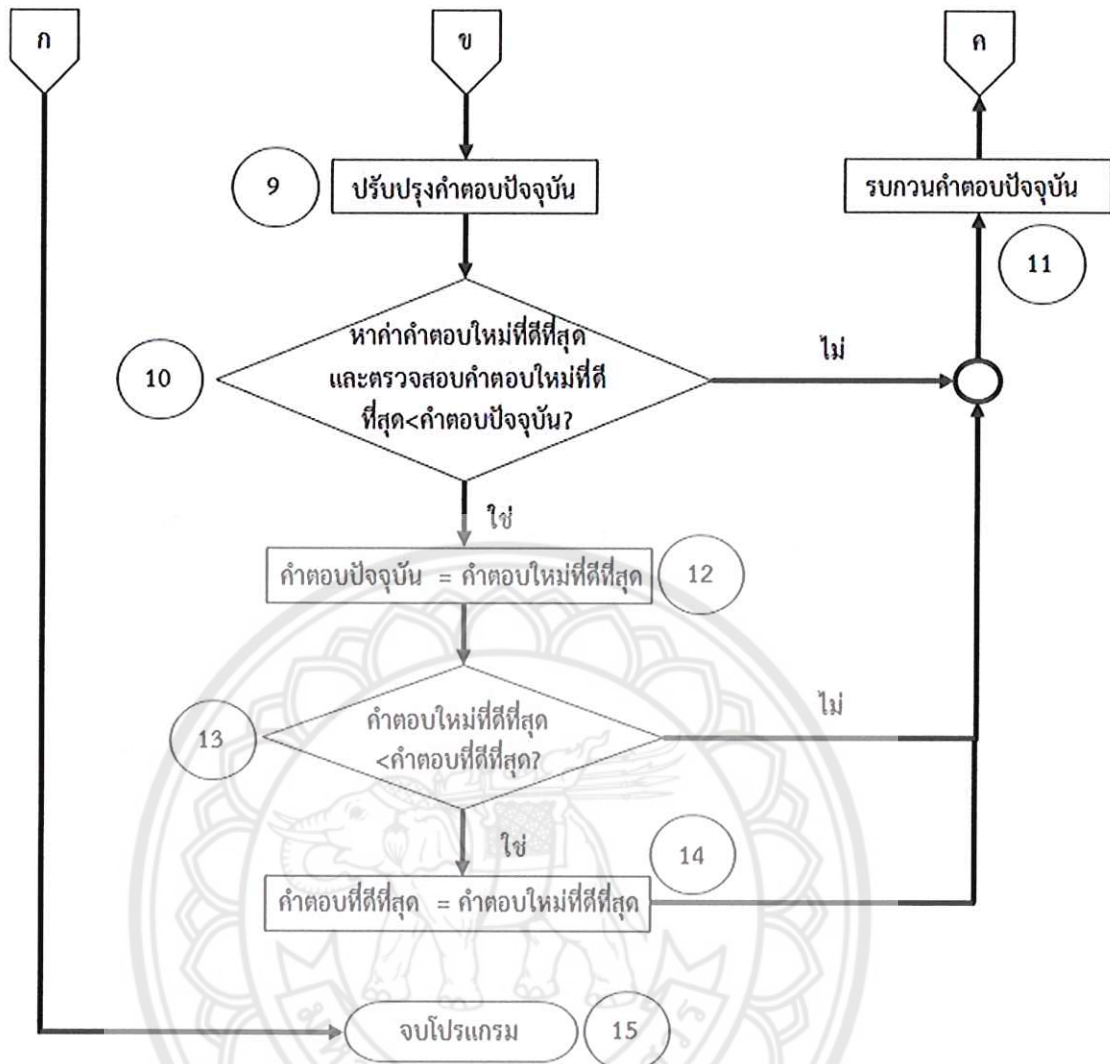 ก
ข
ค
9
ปรับปรุงคำตอบปัจจุบัน
รบกวนคำตอบปัจจุบัน
11
10
หาค่าคำตอบใหม่ที่ดีที่สุด
และตรวจสอบคำตอบใหม่ที่ดี
ที่สุด<คำตอบปัจจุบัน?
ไม่
ใช่
คำตอบปัจจุบัน = คำตอบใหม่ที่ดีที่สุด
12
13
คำตอบใหม่ที่ดีที่สุด
<คำตอบที่ดีที่สุด?
ไม่
ใช่
14
คำตอบที่ดีที่สุด = คำตอบใหม่ที่ดีที่สุด
จบโปรแกรม
15